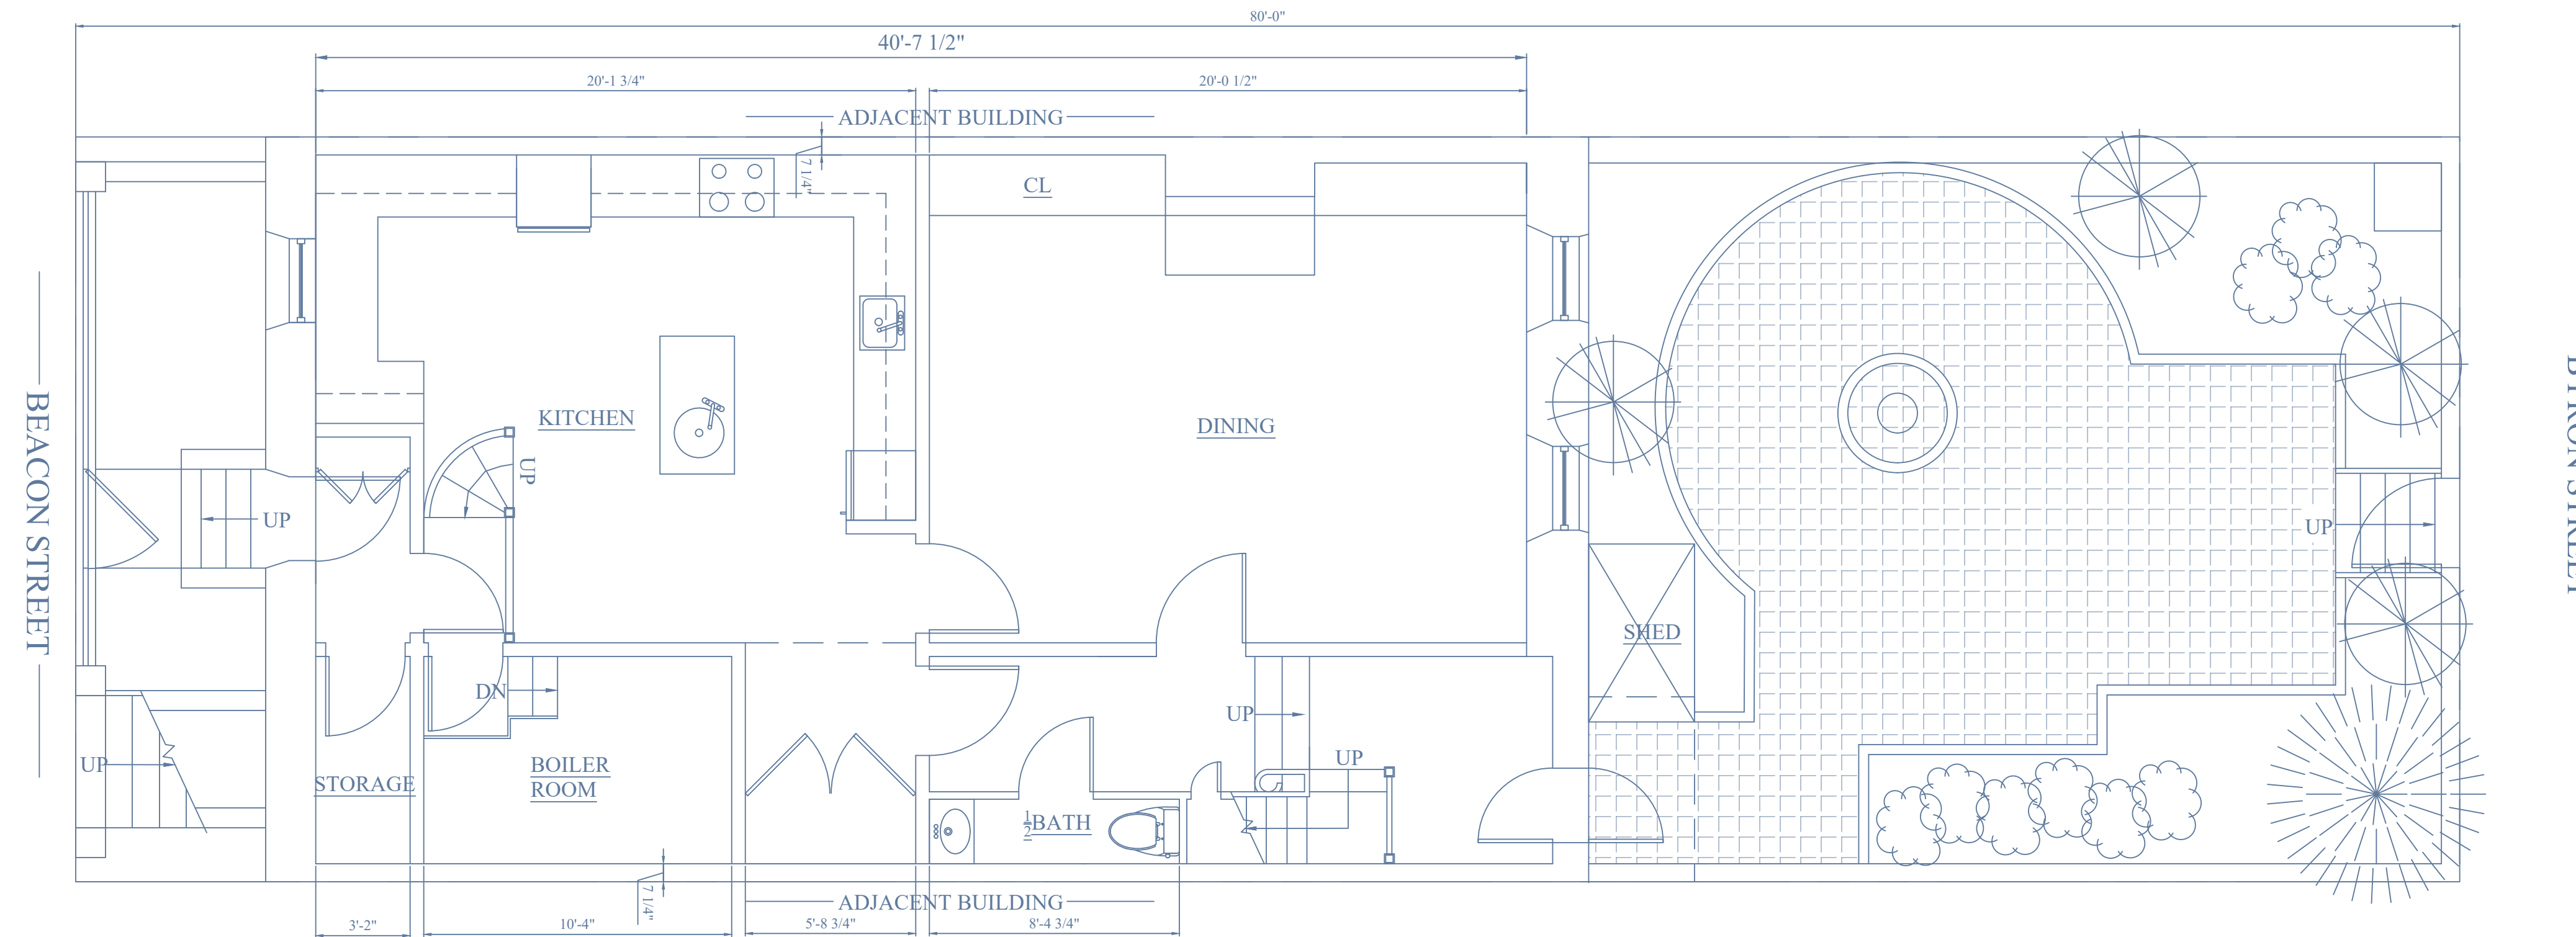 80'-0"
40'-7 1/2"
20'-1 3/4"
20'-0 1/2"
ADJACENT BUILDING
7 1/4"
CL
BEACON STREET
KITCHEN
DINING
UP
UP
UP
SHED
DN
UP
UP
UP
STORAGE
BOILER
ROOM
1/2 BATH
7 1/4"
ADJACENT BUILDING
3'-2"
10'-4"
5'-8 3/4"
8'-4 3/4"